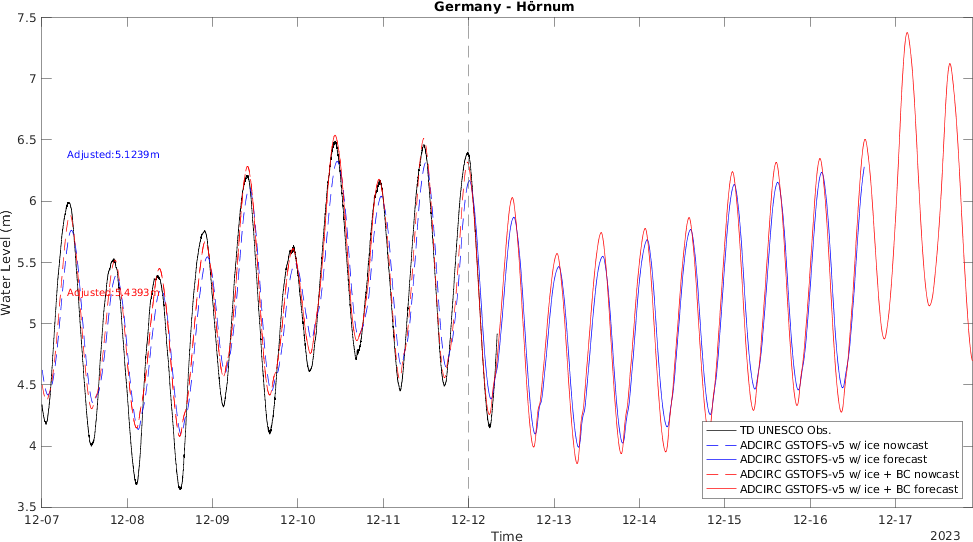 Germany - Hörnum
Water Level (m)
7.5
7
6.5
6
5.5
5
4.5
4
3.5
Adjusted:5.1239m
Adjusted:5.4393m
TD UNESCO Obs.
ADCIRC GSTOFS-v5 w/ ice nowcast
ADCIRC GSTOFS-v5 w/ ice forecast
ADCIRC GSTOFS-v5 w/ ice + BC nowcast
ADCIRC GSTOFS-v5 w/ ice + BC forecast
12-07 12-08 12-09 12-10 12-11 12-12 12-13 12-14 12-15 12-16 12-17
Time
2023